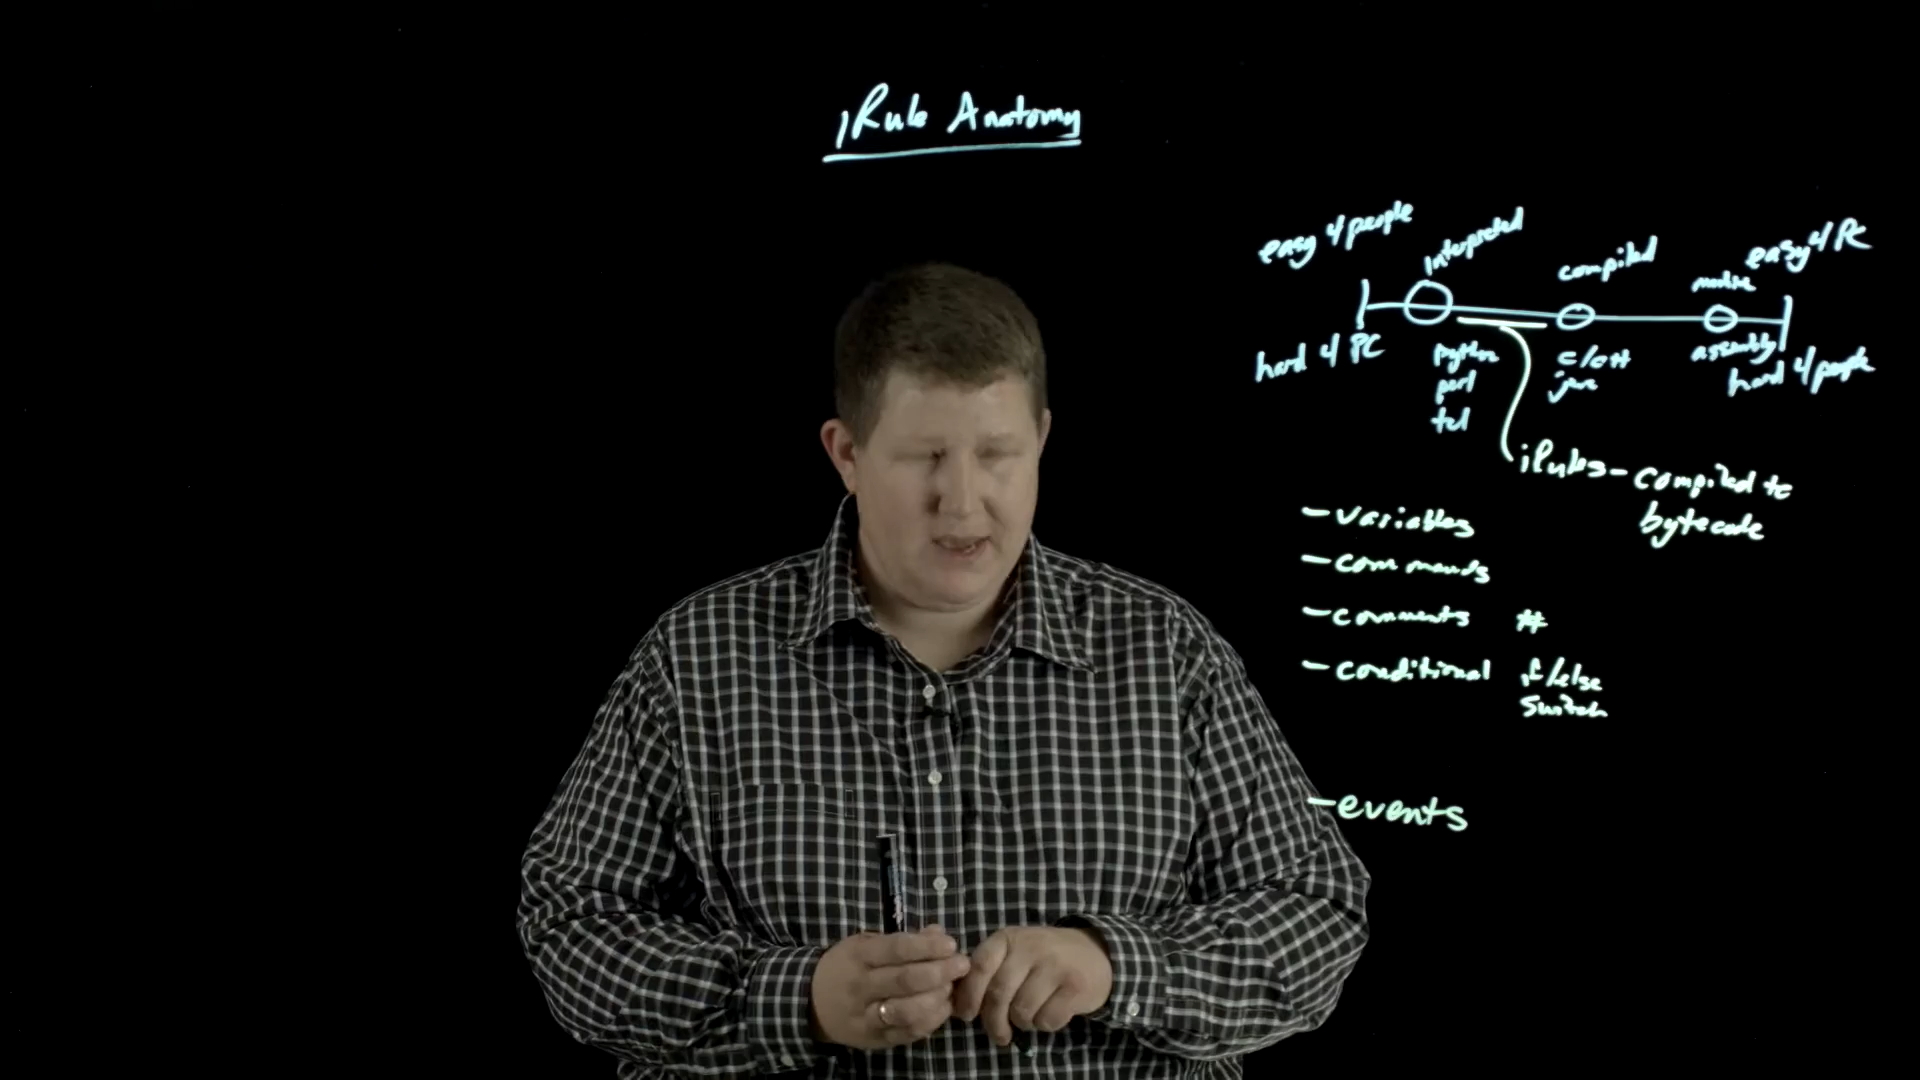 iRule Anatomy
easy 4 people
Interpreted
compiled
machine
easy 4 PC
hard 4 PC
python
perl
tcl
c/c++
java
assembly
hard 4 people
iRules - compiled to
bytecode
- variables
- commands
- comments #
- conditional if/else
switch
- events